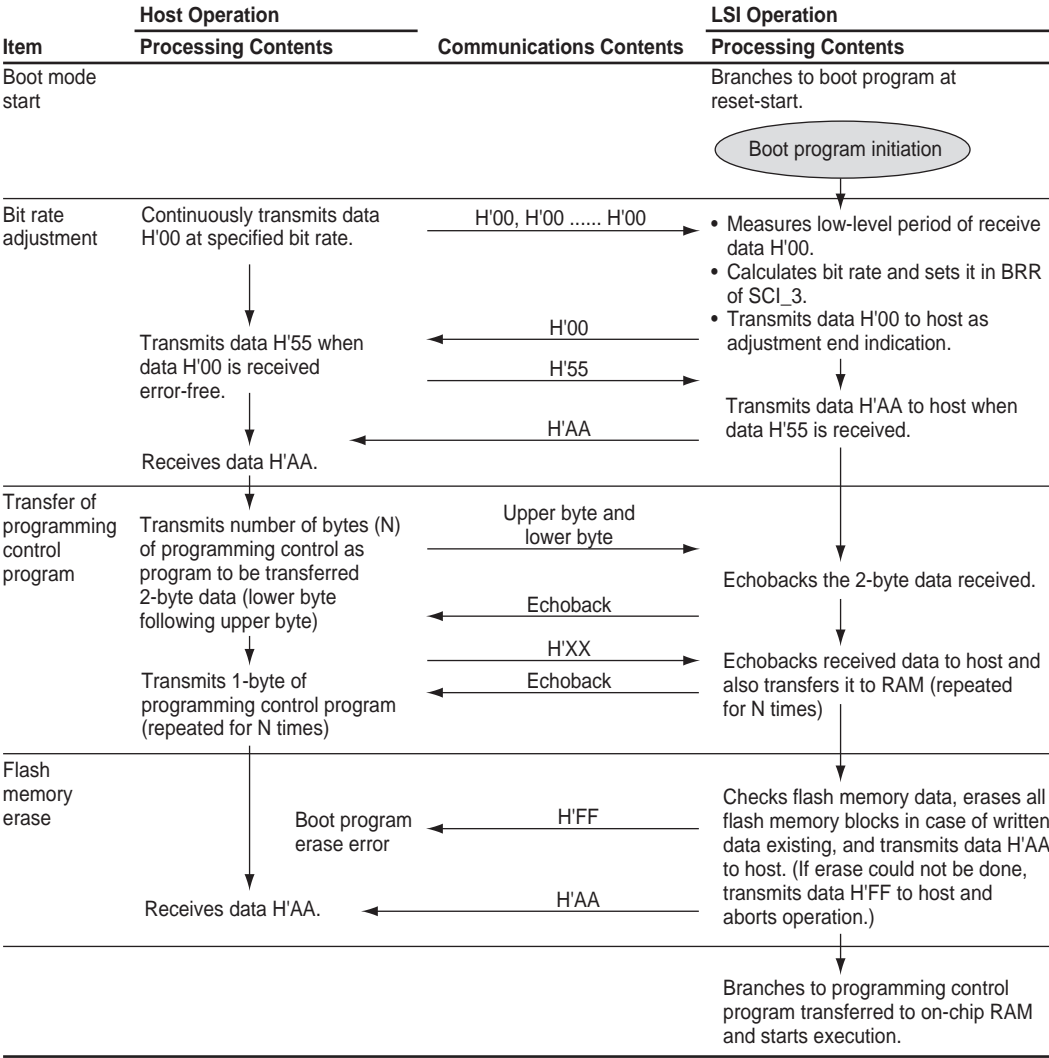 Host Operation
LSI Operation
Item
Processing Contents
Communications Contents
Processing Contents
Boot mode
start
Branches to boot program at
reset-start.
Boot program initiation
Bit rate
adjustment
Continuously transmits data
H'00 at specified bit rate.
H'00, H'00 ...... H'00
• Measures low-level period of receive
data H'00.
• Calculates bit rate and sets it in BRR
of SCI_3.
• Transmits data H'00 to host as
adjustment end indication.
H'00
Transmits data H'55 when
data H'00 is received
error-free.
H'55
Transmits data H'AA to host when
data H'55 is received.
H'AA
Receives data H'AA.
Transfer of
programming
control
program
Transmits number of bytes (N)
of programming control as
program to be transferred
2-byte data (lower byte
following upper byte)
Upper byte and
lower byte
Echobacks the 2-byte data received.
Echoback
H'XX
Echobacks received data to host and
also transfers it to RAM (repeated
for N times)
Echoback
Transmits 1-byte of
programming control program
(repeated for N times)
Flash
memory
erase
Checks flash memory data, erases all
flash memory blocks in case of written
data existing, and transmits data H'AA
to host. (If erase could not be done,
transmits data H'FF to host and
aborts operation.)
Boot program
erase error
H'FF
H'AA
Receives data H'AA.
Branches to programming control
program transferred to on-chip RAM
and starts execution.